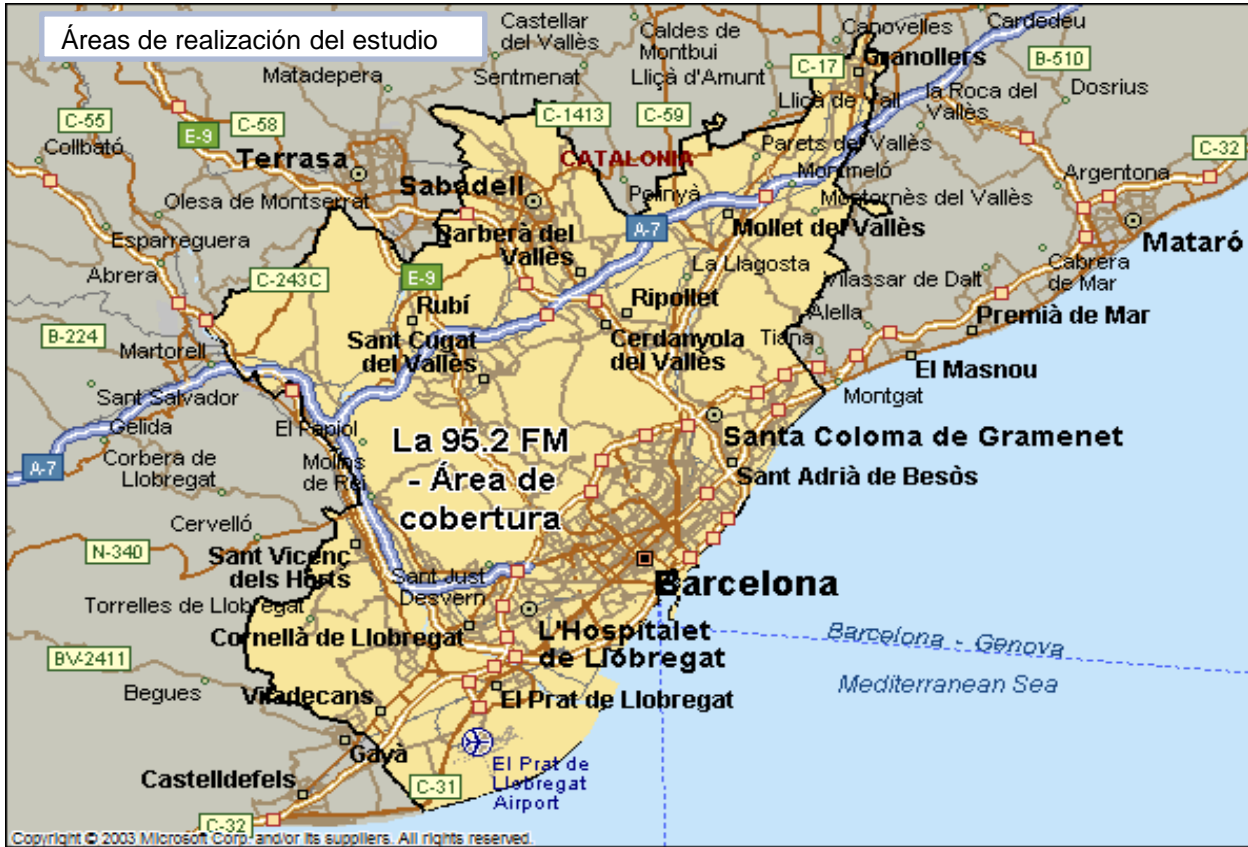 Áreas de realización del estudio
Castellar
del Vallès
Caldes de
Montbui
Canovelles
Cardedeu
C-17
Granollers
B-510
Matadepera
Sentmenat
Lliçà d'Amunt
Dosrius
Lliçà de Vall
la Roca del
Vallès
C-55
E-9
C-58
C-1413
C-59
Collbató
Terrasa
CATALONIA
Parets del Vallès
C-32
Sabadell
Polinyà
Montmeló
Argentona
Olesa de Montserrat
Montornès del Vallès
A-7
Mollet del Vallès
Mataró
Esparreguera
Barberà del
Vallès
Abrera
C-243C
E-9
La Llagosta
Vilassar de Dalt
Cabrera
de Mar
Rubí
Ripollet
Alella
Premià de Mar
B-224
Martorell
Sant Cugat
del Vallès
Cerdanyola
del Vallès
Tiana
El Masnou
Sant Salvador
Montgat
Gelida
El Papiol
La 95.2 FM
- Área de
cobertura
Santa Coloma de Gramenet
A-7
Corbera de
Llobregat
Molins
de Rei
Sant Adrià de Besòs
Cervelló
N-340
Sant Vicenç
dels Horts
Sant Just
Desvern
Barcelona
Torrelles de Llobregat
Cornellà de Llobregat
L'Hospitalet
de Llobregat
Barcelona - Genova
BV-2411
Begues
Viladecans
El Prat de Llobregat
Mediterranean Sea
Gavà
El Prat de
Llobregat
Airport
Castelldefels
C-31
C-32
Copyright © 2003 Microsoft Corp. and/or its suppliers. All rights reserved.